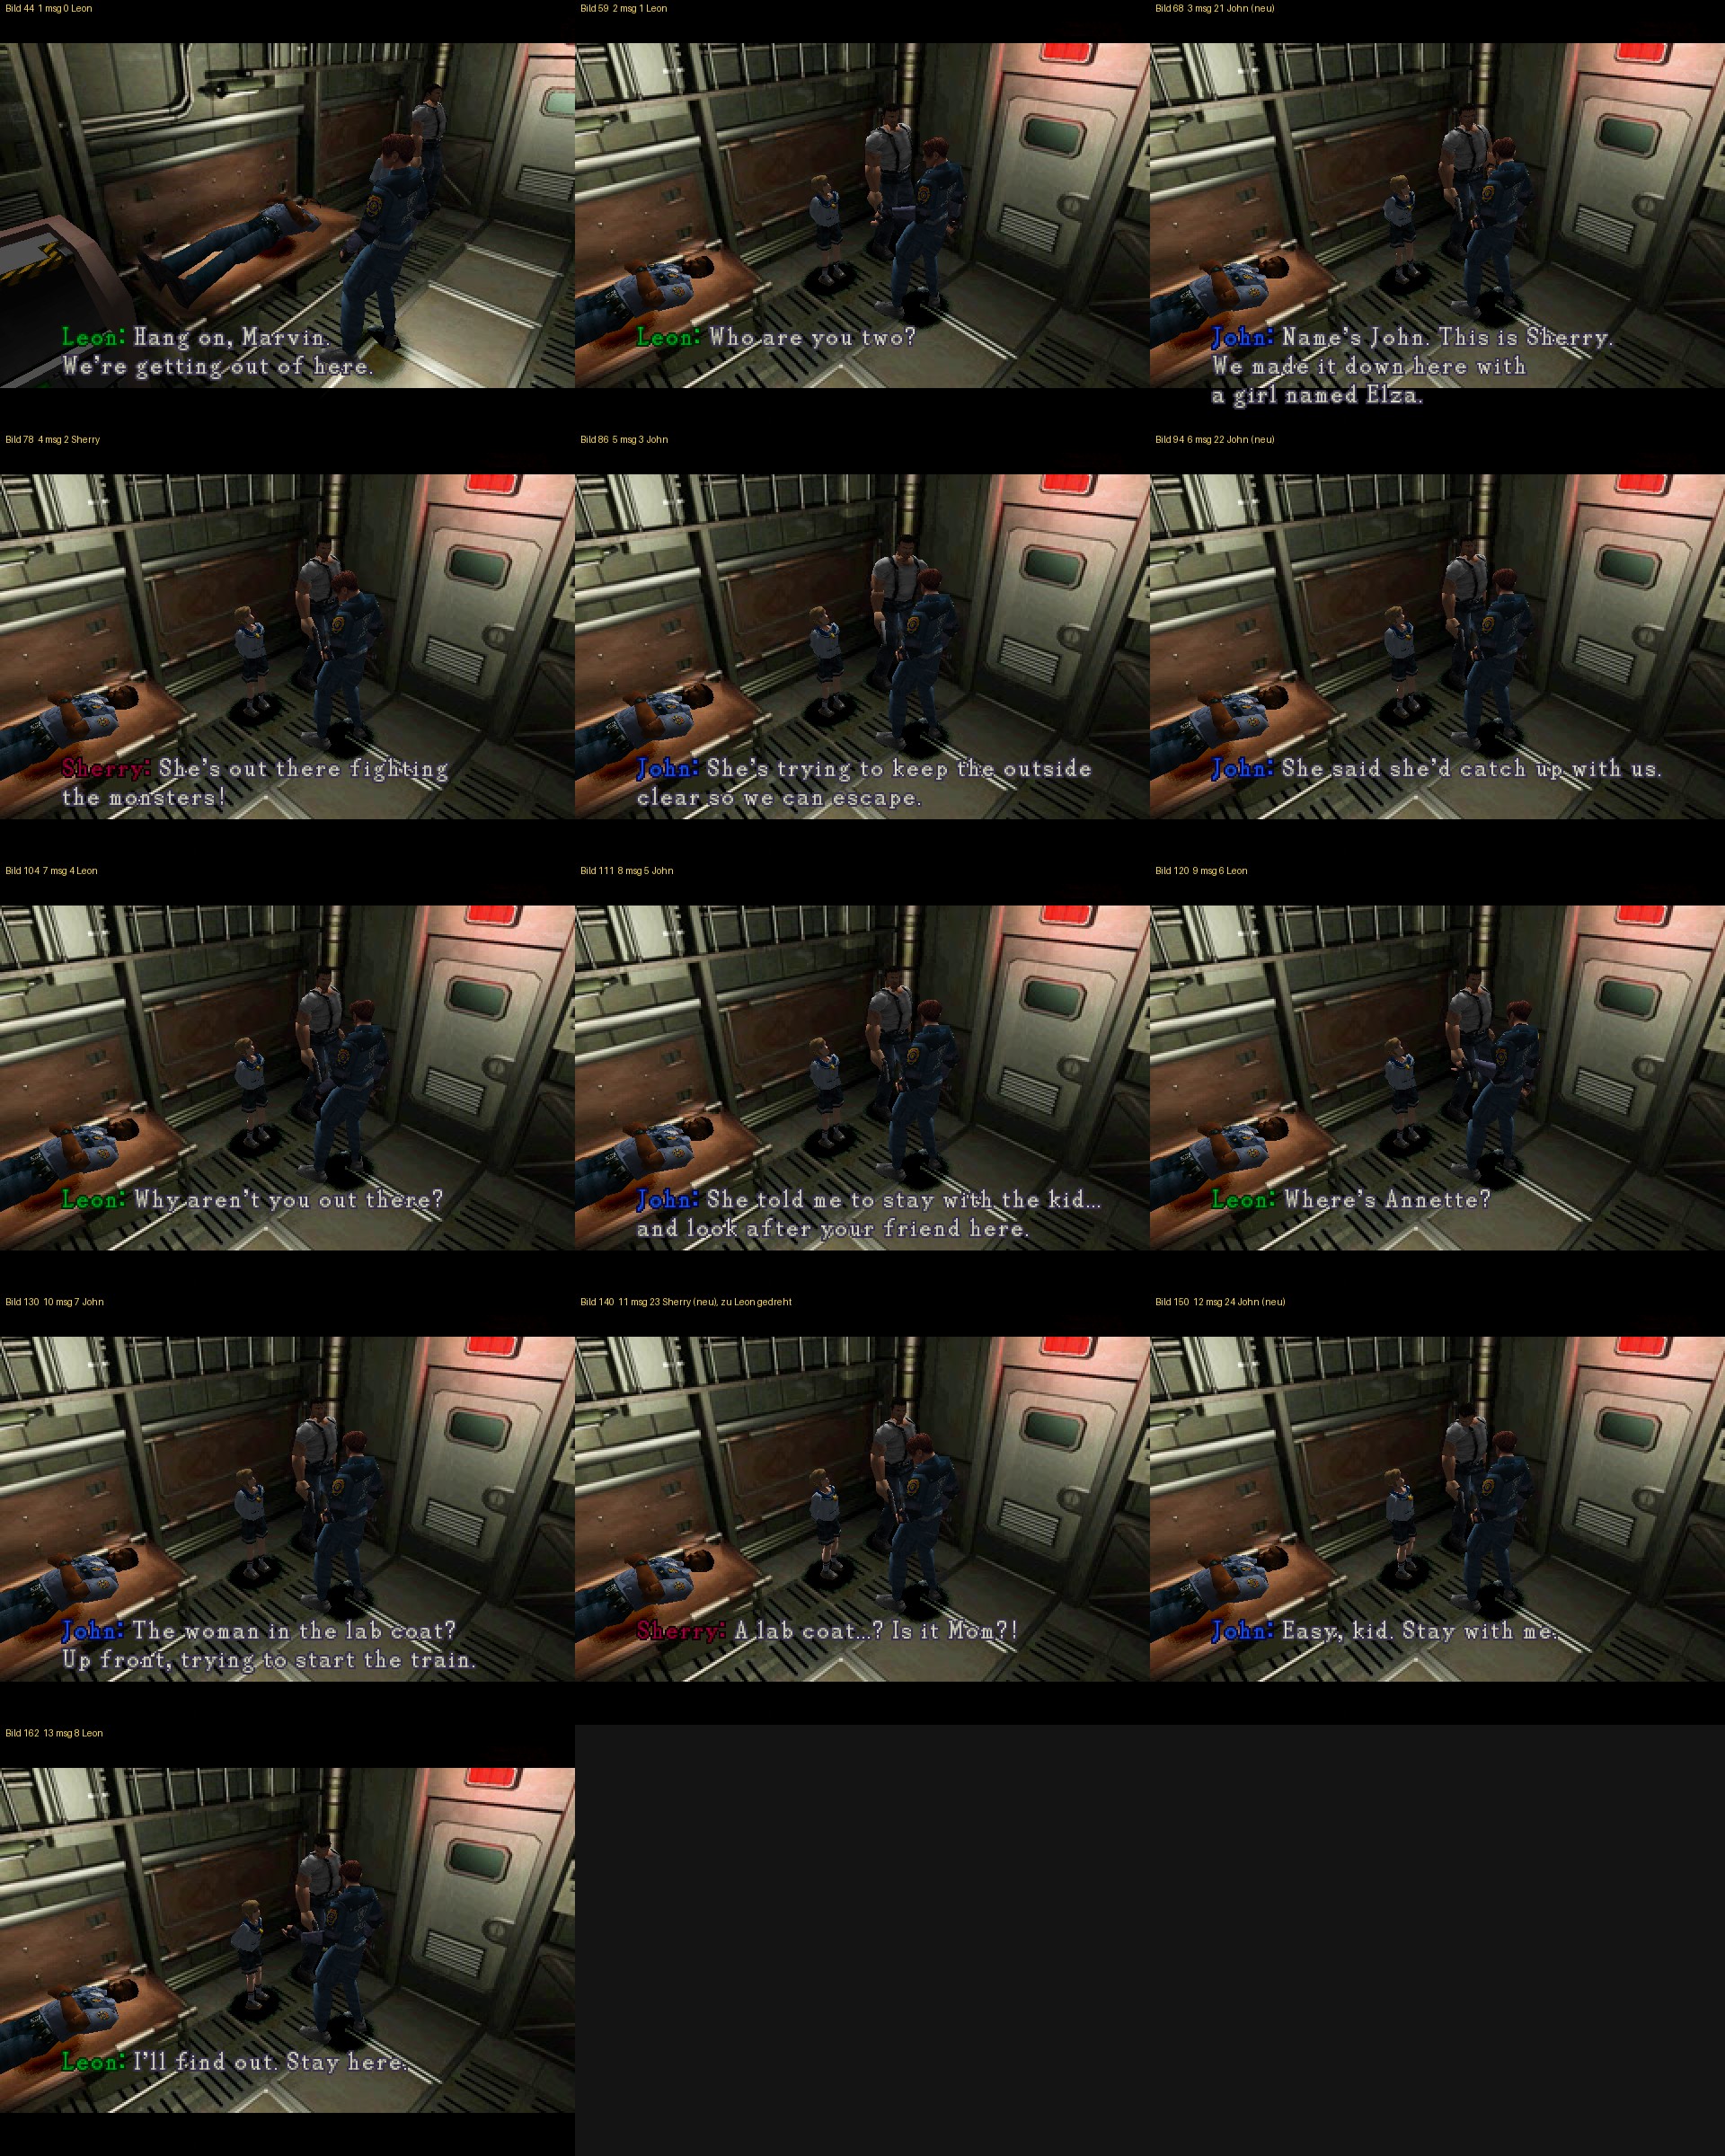 Bild 44 1 msg 0 Leon
Leon: Hang on, Marvin.
We're getting out of here.
Bild 59 2 msg 1 Leon
Leon: Who are you two?
Bild 68 3 msg 21 John (neu)
John: Name's John. This is Sherry.
We made it down here with
a girl named Elza.
Bild 78 4 msg 2 Sherry
Sherry: She's out there fighting
the monsters!
Bild 86 5 msg 3 John
John: She's trying to keep the outside
clear so we can escape.
Bild 94 6 msg 22 John (neu)
John: She said she'd catch up with us.
Bild 104 7 msg 4 Leon
Leon: Why aren't you out there?
Bild 111 8 msg 5 John
John: She told me to stay with the kid...
and look after your friend here.
Bild 120 9 msg 6 Leon
Leon: Where's Annette?
Bild 130 10 msg 7 John
John: The woman in the lab coat?
Up front, trying to start the train.
Bild 140 11 msg 23 Sherry (neu), zu Leon gedreht
Sherry: A lab coat...? Is it Mom?!
Bild 150 12 msg 24 John (neu)
John: Easy, kid. Stay with me.
Bild 162 13 msg 8 Leon
Leon: I'll find out. Stay here.